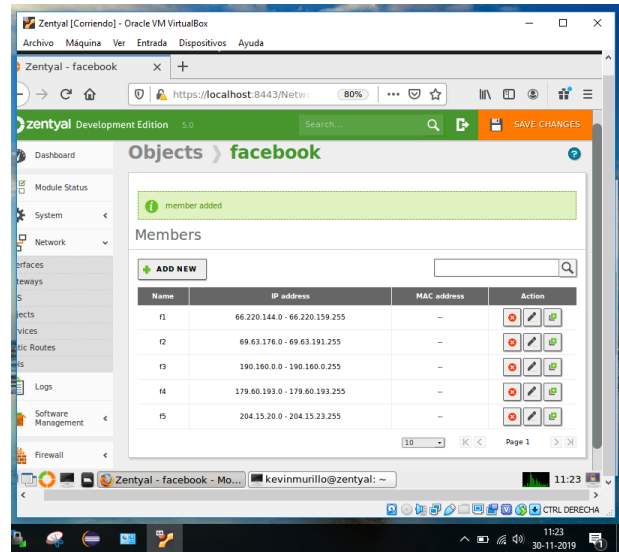 Zentyal [Corriendo] - Oracle VM VirtualBox
Archivo Máquina Ver Entrada Dispositivos Ayuda
Zentyal - facebook
https://localhost:8443/Netw 80%
zentyal Development Edition 5.0 Search... SAVE CHANGES
Dashboard
Module Status
System
Network
erfaces
teways
S
jects
rvices
tic Routes
ls
Logs
Software
Management
Firewall
Objects facebook
member added
Members
ADD NEW
Name IP address MAC address Action
f1 66.220.144.0 - 66.220.159.255 --
f2 69.63.176.0 - 69.63.191.255 --
f3 190.160.0.0 - 190.160.0.255 --
f4 179.60.193.0 - 179.60.193.255 --
f5 204.15.20.0 - 204.15.23.255 --
10 Page 1
Zentyal - facebook - Mo... kevinmurillo@zentyal: ~ 11:23
CTRL DERECHA
11:23
30-11-2019